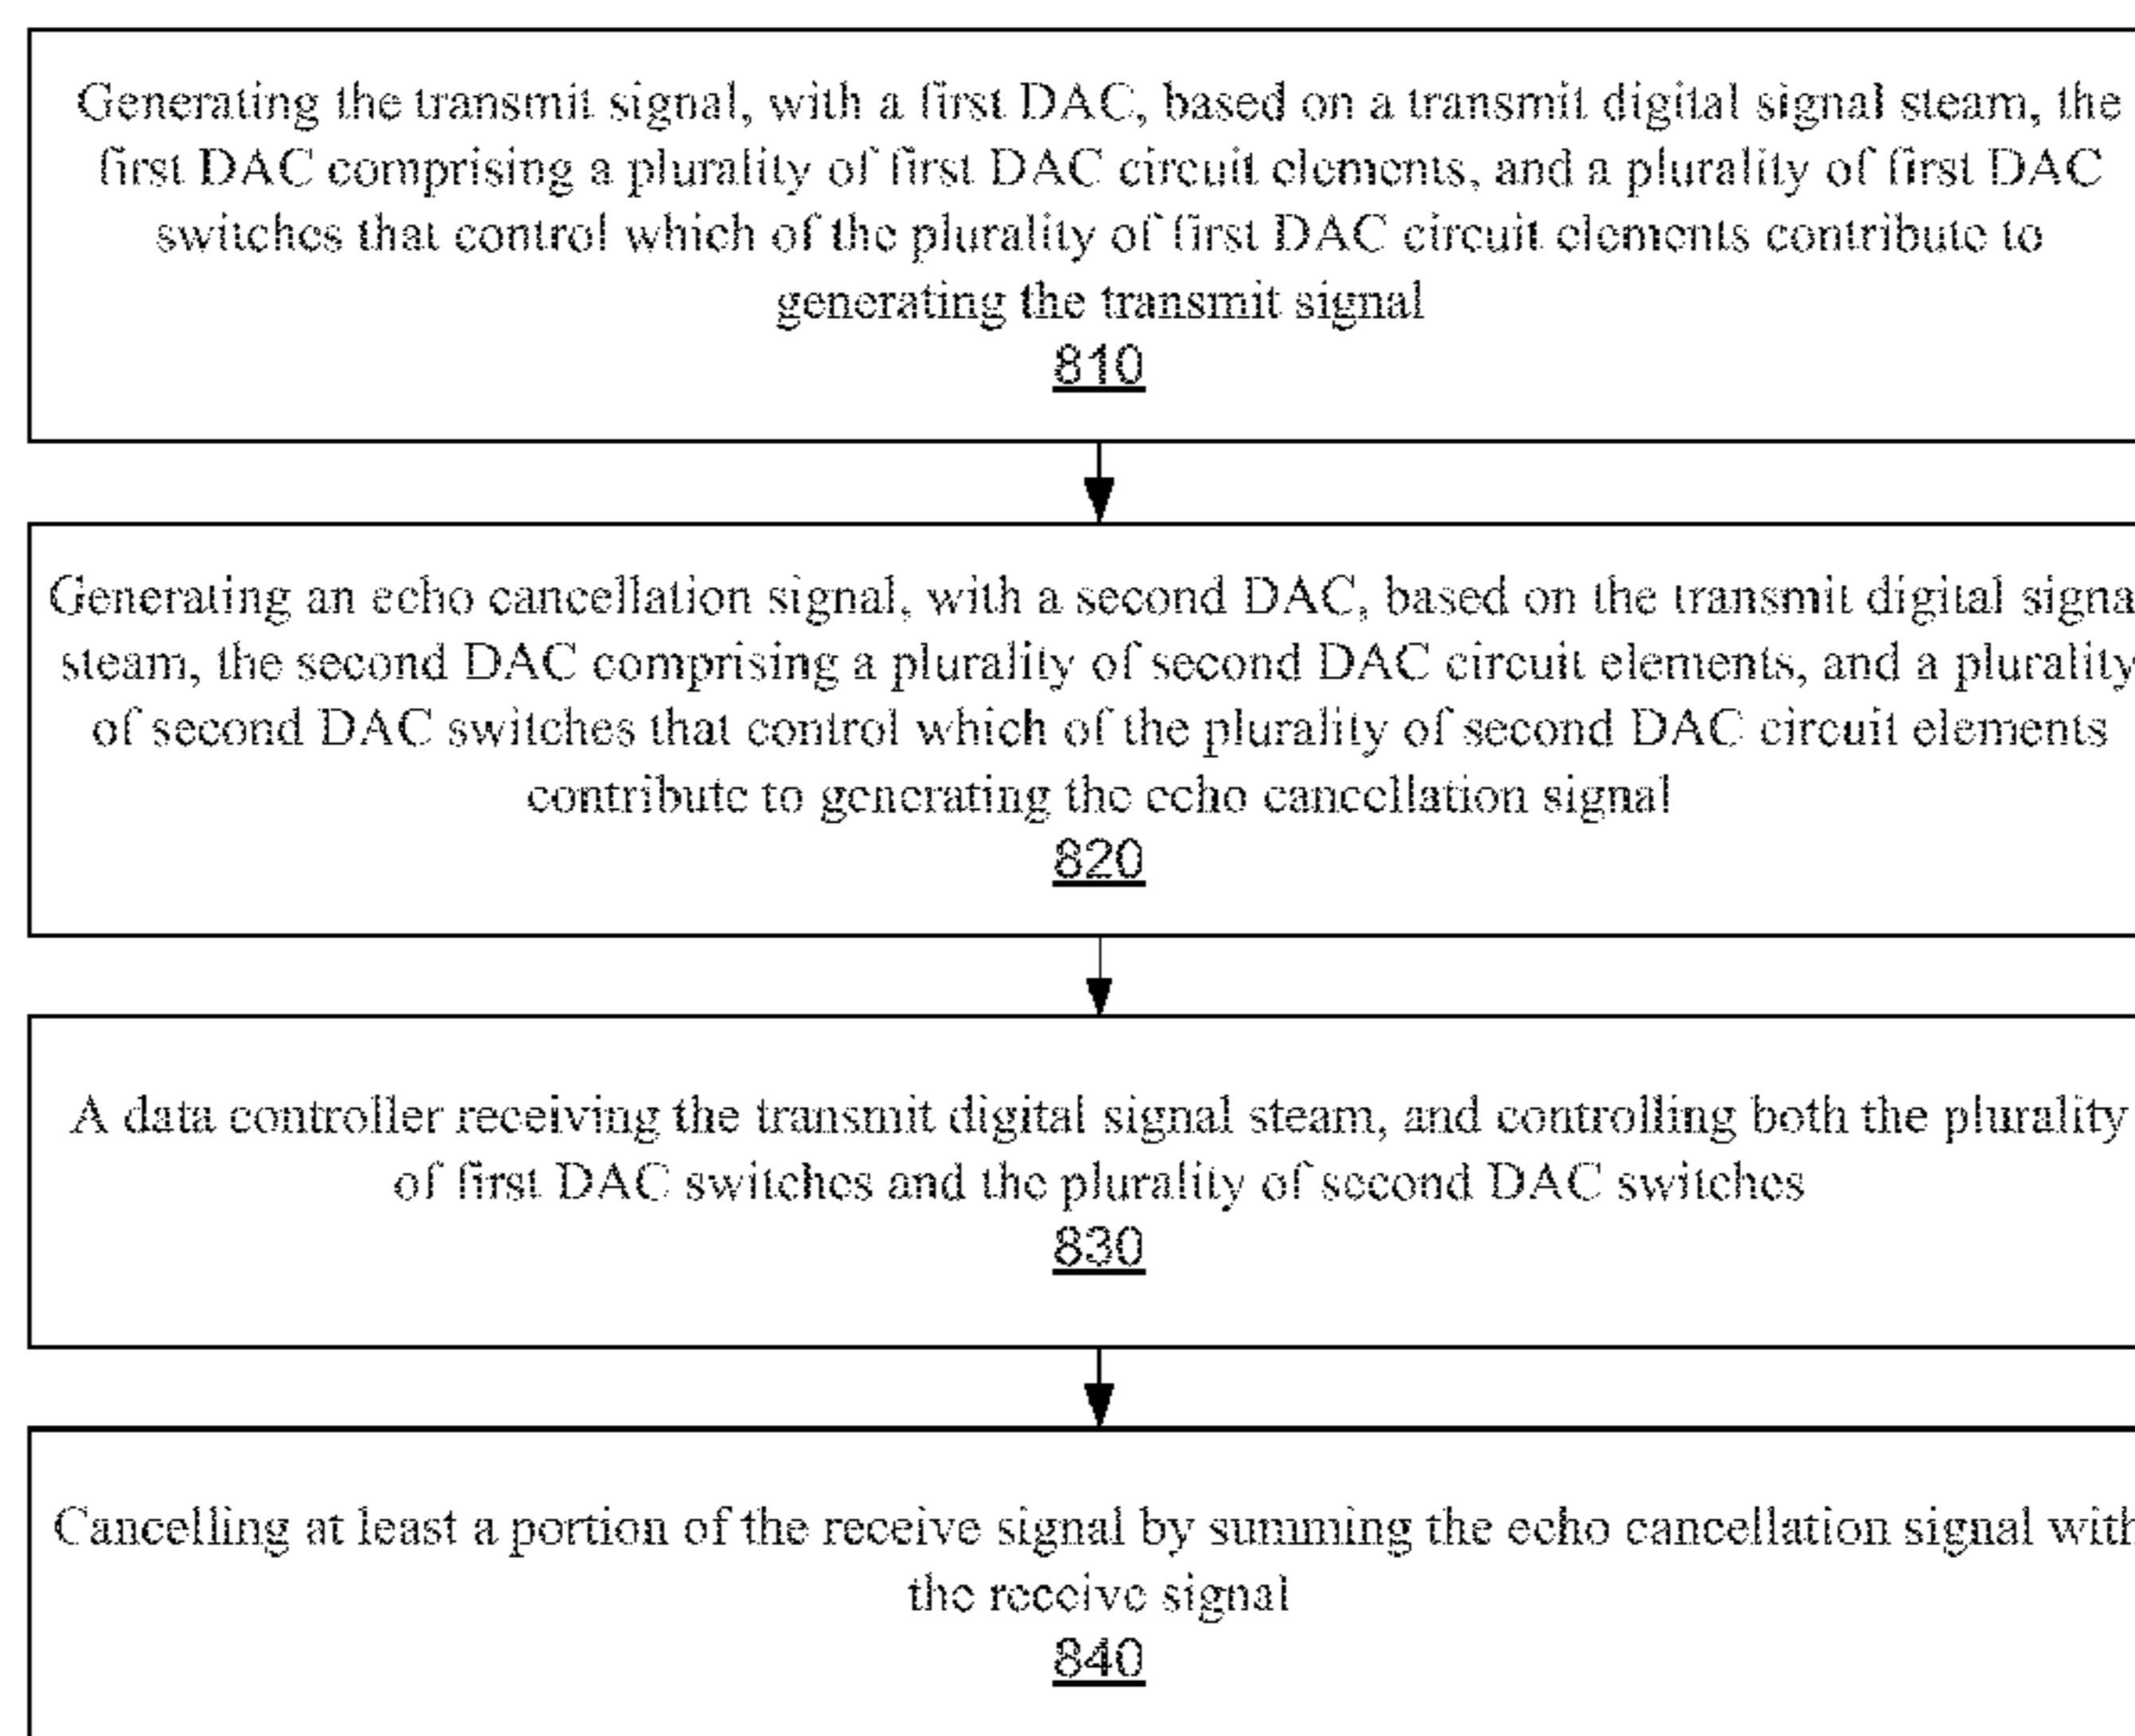 Generating the transmit signal, with a first DAC, based on a transmit digital signal steam, the
first DAC comprising a plurality of first DAC circuit elements, and a plurality of first DAC
switches that control which of the plurality of first DAC circuit elements contribute to
generating the transmit signal
810
Generating an echo cancellation signal, with a second DAC, based on the transmit digital signa
steam, the second DAC comprising a plurality of second DAC circuit elements, and a plurality
of second DAC switches that control which of the plurality of second DAC circuit elements
contribute to generating the echo cancellation signal
820
A data controller receiving the transmit digital signal steam, and controlling both the plurality
of first DAC switches and the plurality of second DAC switches
830
Cancelling at least a portion of the receive signal by summing the echo cancellation signal with
the receive signal
840